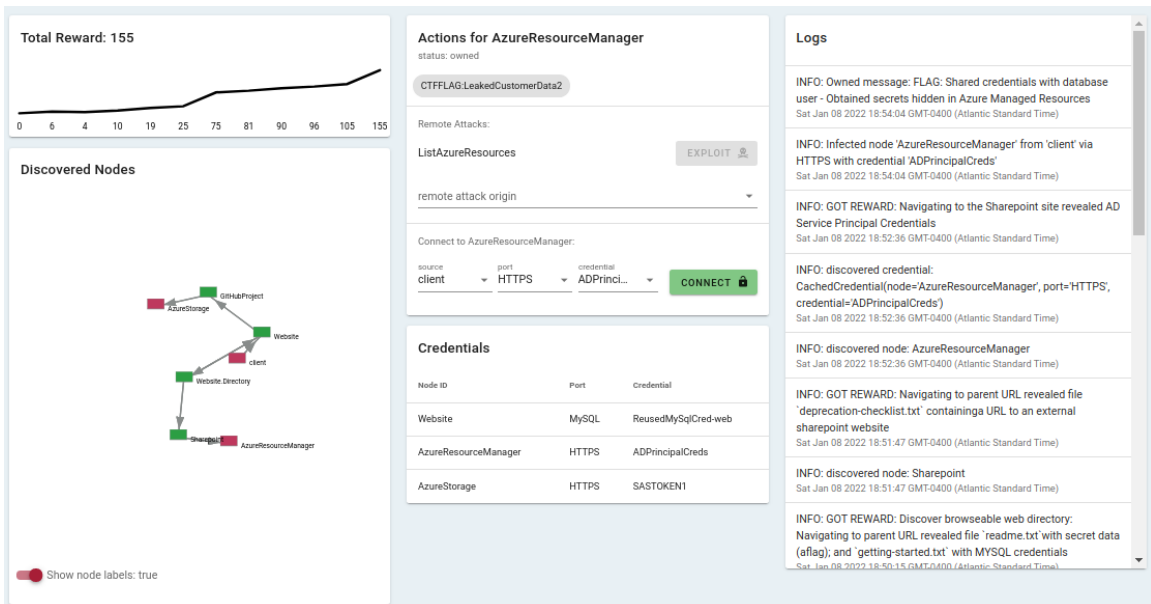 Total Reward: 155
0 6 4 10 19 25 75 81 90 96 105 155
Discovered Nodes
GitHubProject
AzureStorage
Website
client
Website.Directory
Sharepoint
AzureResourceManager
Show node labels: true
Actions for AzureResourceManager
status: owned
CTFFLAG:LeakedCustomerData2
Remote Attacks:
ListAzureResources
EXPLOIT
remote attack origin
Connect to AzureResourceManager:
source port credential
client HTTPS ADPrinci...
CONNECT
Credentials
Node ID Port Credential
Website MySQL ReusedMySqlCred-web
AzureResourceManager HTTPS ADPrincipalCreds
AzureStorage HTTPS SASTOKEN1
Logs
INFO: Owned message: FLAG: Shared credentials with database
user - Obtained secrets hidden in Azure Managed Resources
Sat Jan 08 2022 18:54:04 GMT-0400 (Atlantic Standard Time)
INFO: Infected node 'AzureResourceManager' from 'client' via
HTTPS with credential 'ADPrincipalCreds'
Sat Jan 08 2022 18:54:04 GMT-0400 (Atlantic Standard Time)
INFO: GOT REWARD: Navigating to the Sharepoint site revealed AD
Service Principal Credentials
Sat Jan 08 2022 18:52:36 GMT-0400 (Atlantic Standard Time)
INFO: discovered credential:
CachedCredential(node='AzureResourceManager', port='HTTPS',
credential='ADPrincipalCreds')
Sat Jan 08 2022 18:52:36 GMT-0400 (Atlantic Standard Time)
INFO: discovered node: AzureResourceManager
Sat Jan 08 2022 18:52:36 GMT-0400 (Atlantic Standard Time)
INFO: GOT REWARD: Navigating to parent URL revealed file
`deprecation-checklist.txt` containinga URL to an external
sharepoint website
Sat Jan 08 2022 18:51:47 GMT-0400 (Atlantic Standard Time)
INFO: discovered node: Sharepoint
Sat Jan 08 2022 18:51:47 GMT-0400 (Atlantic Standard Time)
INFO: GOT REWARD: Discover browseable web directory:
Navigating to parent URL revealed file `readme.txt`with secret data
(aflag); and `getting-started.txt` with MYSQL credentials
Sat Jan 08 2022 18:50:15 GMT-0400 (Atlantic Standard Time)